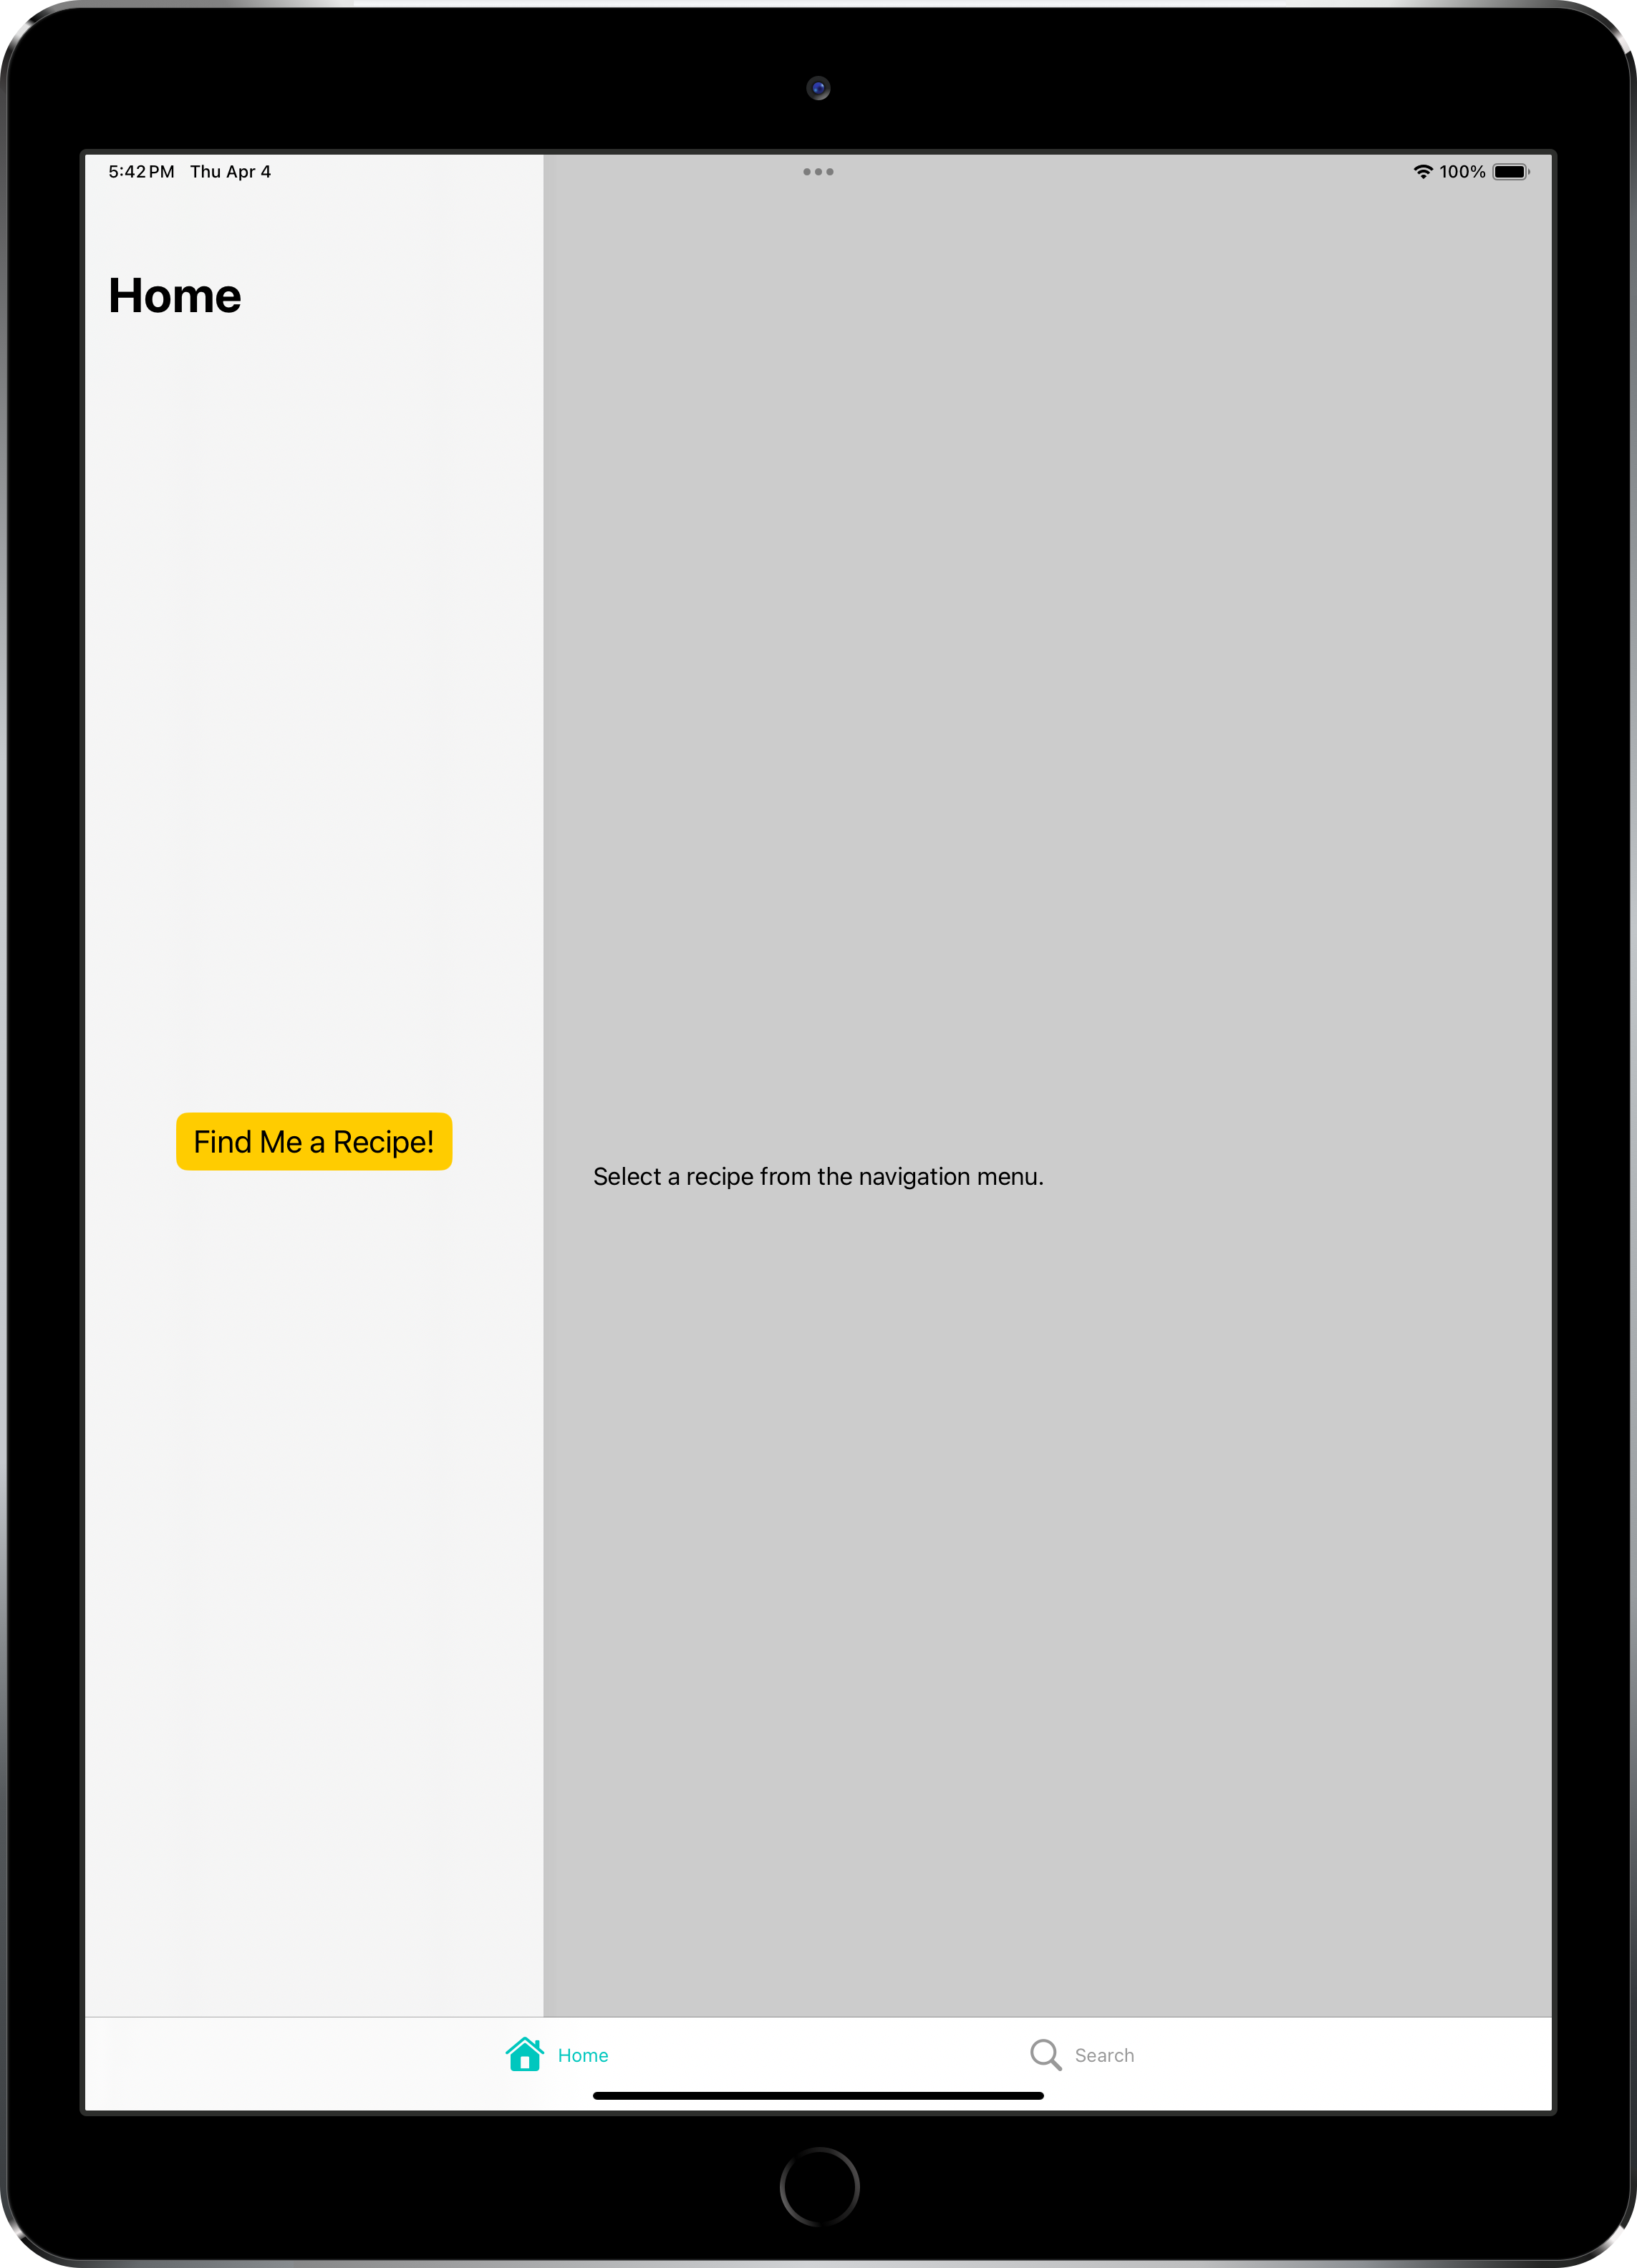 5:42 PM Thu Apr 4
100%
Home
Find Me a Recipe!
Select a recipe from the navigation menu.
Home
Search